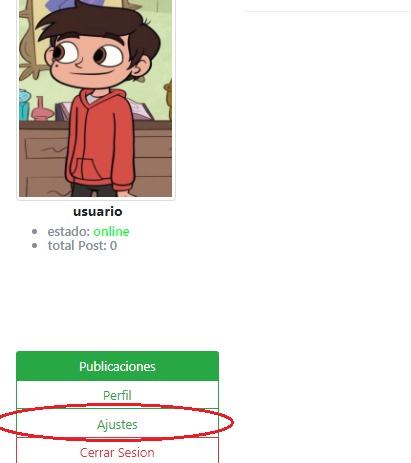 usuario
estado: online
total Post: 0
Publicaciones
Perfil
Ajustes
Cerrar Sesion